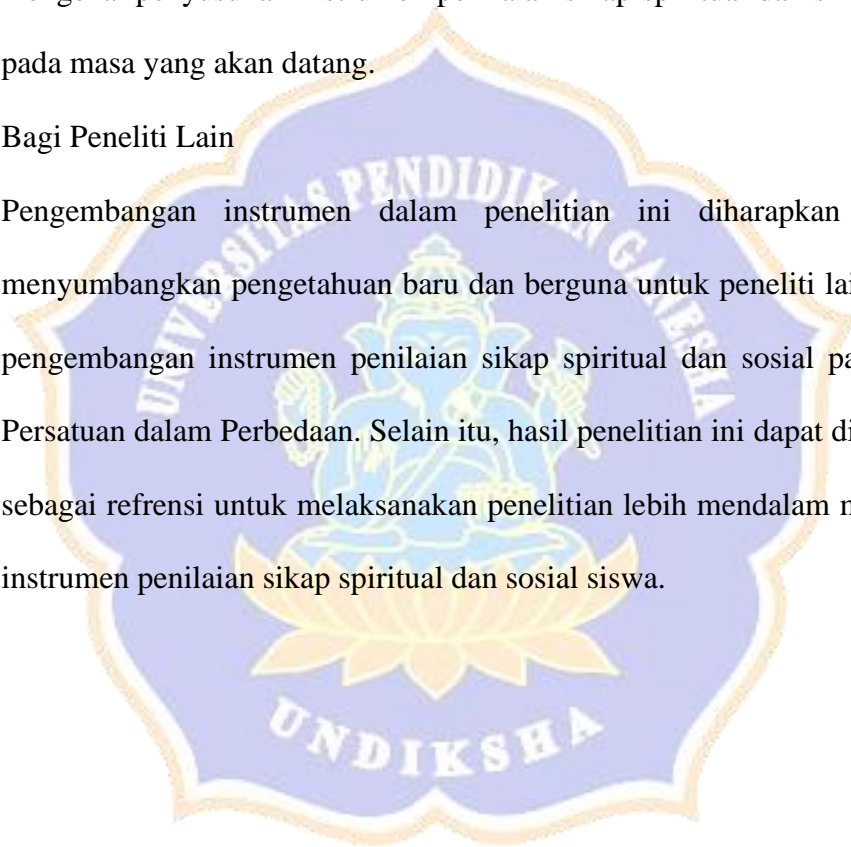 pada masa yang akan datang.
Bagi Peneliti Lain
Pengembangan instrumen dalam penelitian ini diharapkan
menyumbangkan pengetahuan baru dan berguna untuk peneliti
pengembangan instrumen penilaian sikap spiritual dan sosial
Persatuan dalam Perbedaan. Selain itu, hasil penelitian ini dapat
sebagai refrensi untuk melaksanakan penelitian lebih mendalam
instrumen penilaian sikap spiritual dan sosial siswa.
UNIVERSITAS PENDIDIKAN GANESHA
UNDIKSHA